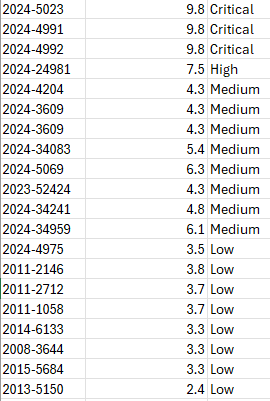 2024-5023 9.8 Critical
2024-4991 9.8 Critical
2024-4992 9.8 Critical
2024-24981 7.5 High
2024-4204 4.3 Medium
2024-3609 4.3 Medium
2024-3609 4.3 Medium
2024-34083 5.4 Medium
2024-5069 6.3 Medium
2023-52424 4.3 Medium
2024-34241 4.8 Medium
2024-34959 6.1 Medium
2024-4975 3.5 Low
2011-2146 3.8 Low
2011-2712 3.7 Low
2011-1058 3.7 Low
2014-6133 3.3 Low
2008-3644 3.3 Low
2015-5684 3.3 Low
2013-5150 2.4 Low